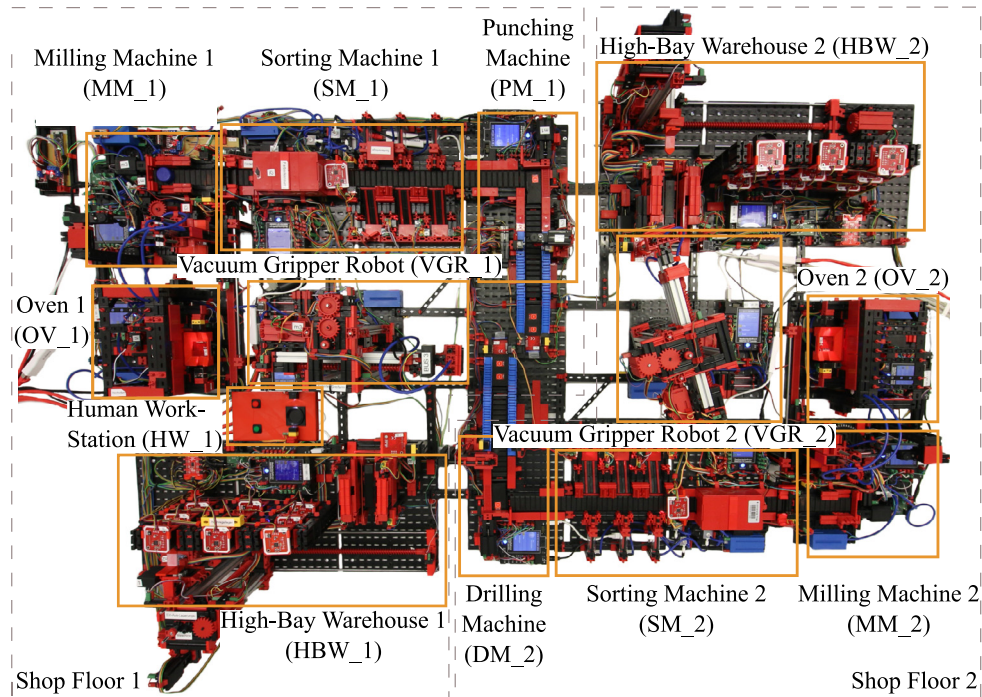 Milling Machine 1
(MM_1)
Sorting Machine 1
(SM_1)
Punching
Machine
(PM_1)
High-Bay Warehouse 2 (HBW_2)
Vacuum Gripper Robot (VGR_1)
Oven 1
(OV_1)
Oven 2 (OV_2)
Human Work-
Station (HW_1)
Vacuum Gripper Robot 2 (VGR_2)
High-Bay Warehouse 1
(HBW_1)
Drilling
Machine
(DM_2)
Sorting Machine 2
(SM_2)
Milling Machine 2
(MM_2)
Shop Floor 1
Shop Floor 2